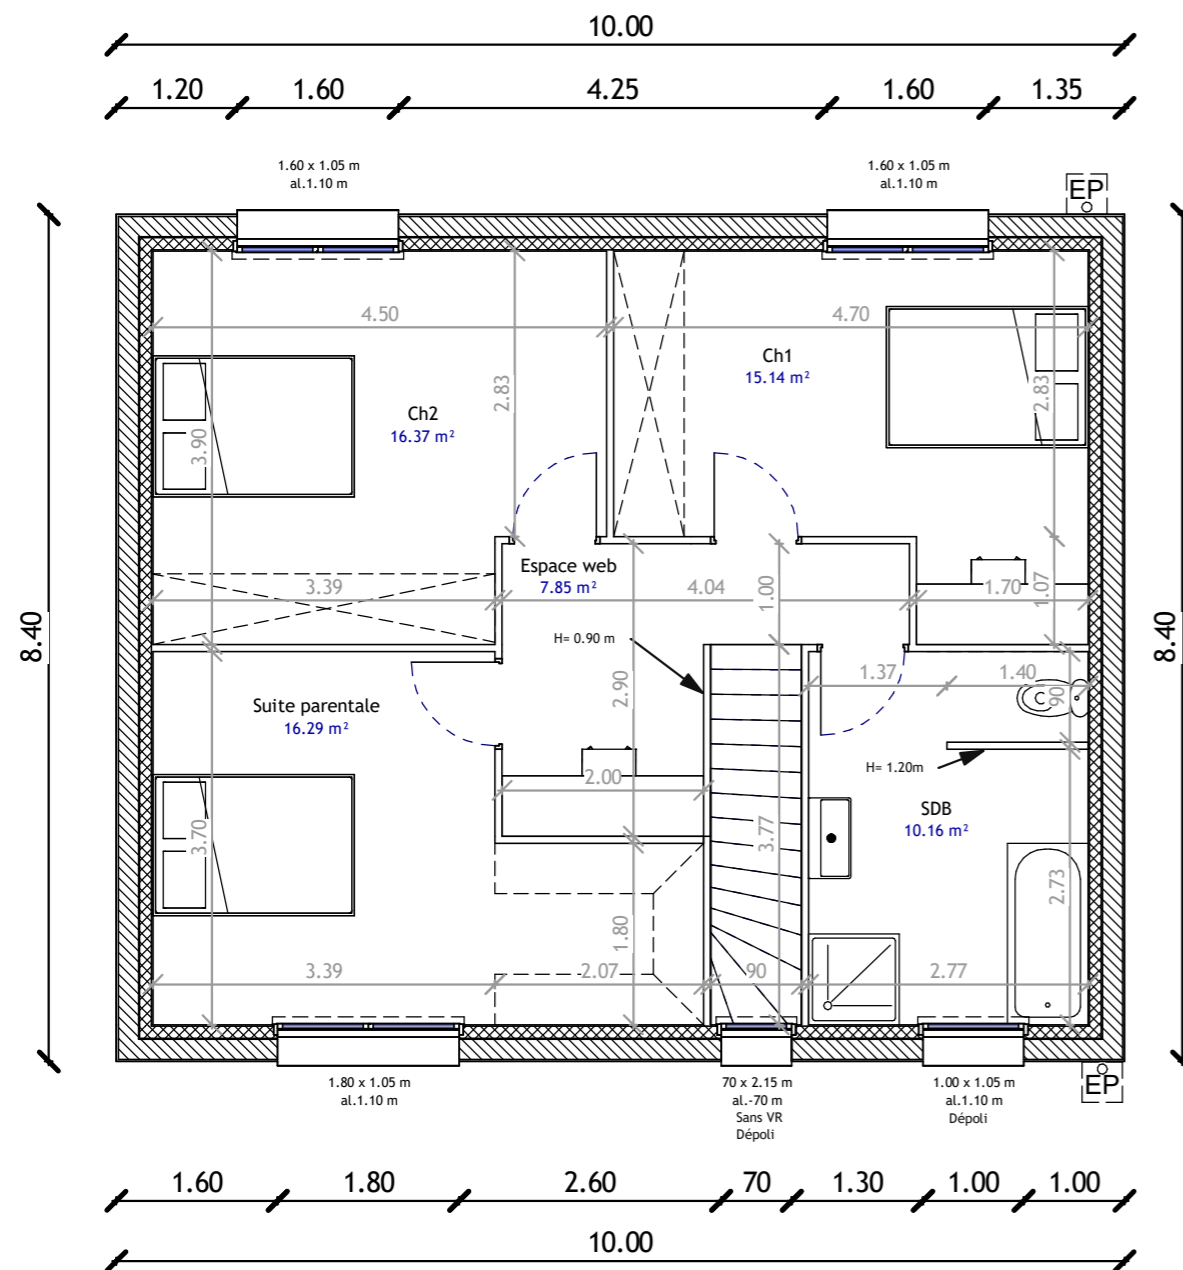 10.00
1.20 1.60 4.25 1.60 1.35
1.60 x 1.05 m
al.1.10 m
1.60 x 1.05 m
al.1.10 m
EP
4.50
4.70
Ch1
15.14 m²
2.83
2.83
Ch2
16.37 m²
3.90
Espace web
7.85 m²
3.39
4.04
1.00
1.70
1.07
8.40
8.40
H= 0.90 m
2.90
1.37
1.40
90
Suite parentale
16.29 m²
H= 1.20m
2.00
SDB
10.16 m²
3.70
3.77
2.73
1.80
3.39
2.07
90
2.77
1.80 x 1.05 m
al.1.10 m
70 x 2.15 m
al.-70 m
Sans VR
Dépoli
1.00 x 1.05 m
al.1.10 m
Dépoli
EP
1.60 1.80 2.60 70 1.30 1.00 1.00
10.00